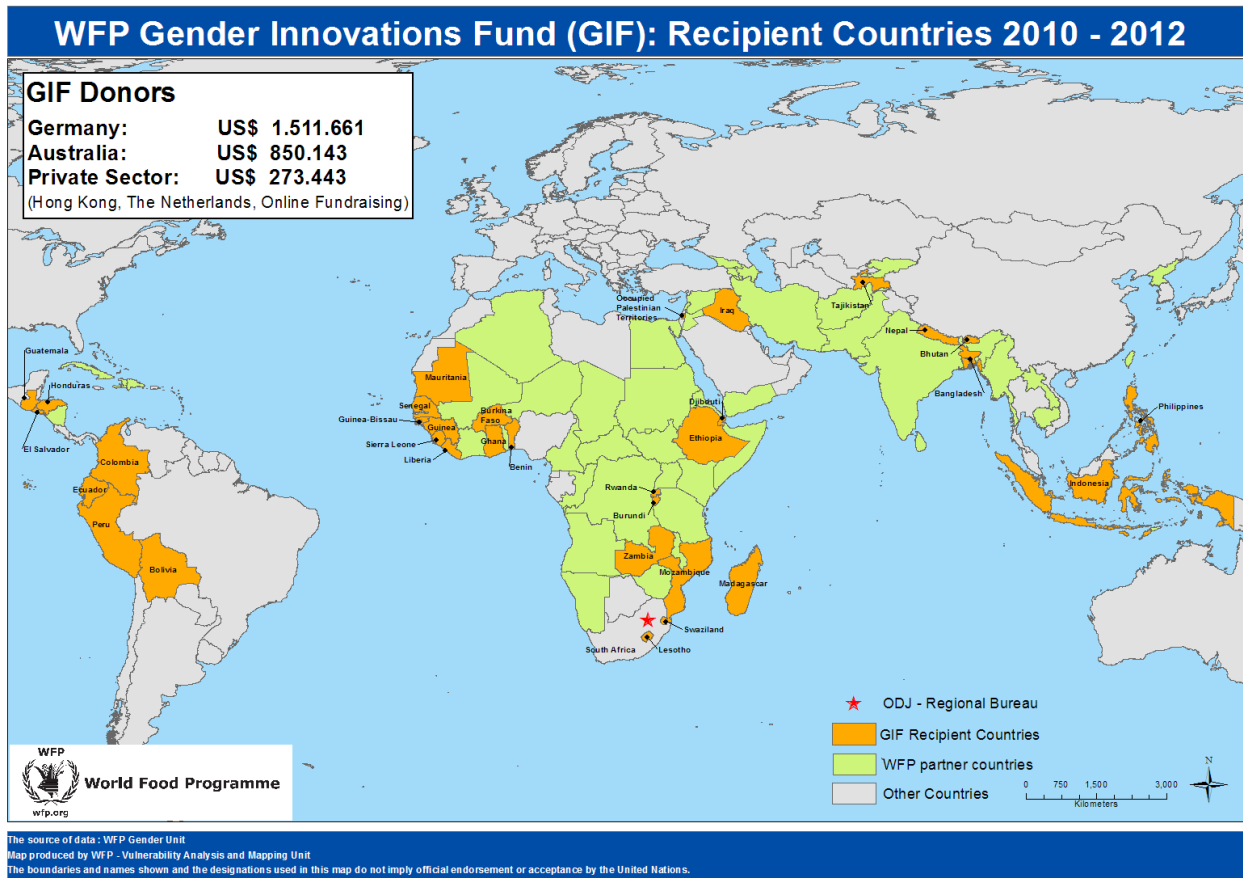 WFP Gender Innovations Fund (GIF): Recipient Countries 2010 - 2012
GIF Donors
Germany: US$ 1.511.661
Australia: US$ 850.143
Private Sector: US$ 273.443
(Hong Kong, The Netherlands, Online Fundraising)
Occupied
Palestinian
Territories
Iraq
Tajikistan
Nepal
Bhutan
Bangladesh
Guatemala
Honduras
El Salvador
Mauritania
Senegal
Guinea-Bissau
Guinea
Sierra Leone
Liberia
Burkina
Faso
Ghana
Benin
Djibouti
Ethiopia
Philippines
Indonesia
Colombia
Ecuador
Peru
Bolivia
Rwanda
Burundi
Zambia
Mozambique
Madagascar
Swaziland
South Africa
Lesotho
ODJ - Regional Bureau
GIF Recipient Countries
WFP partner countries
Other Countries
N
0 750 1,500 3,000
Kilometers
WFP
World Food Programme
wfp.org
The source of data : WFP Gender Unit
Map produced by WFP - Vulnerability Analysis and Mapping Unit
The boundaries and names shown and the designations used in this map do not imply official endorsement or acceptance by the United Nations.